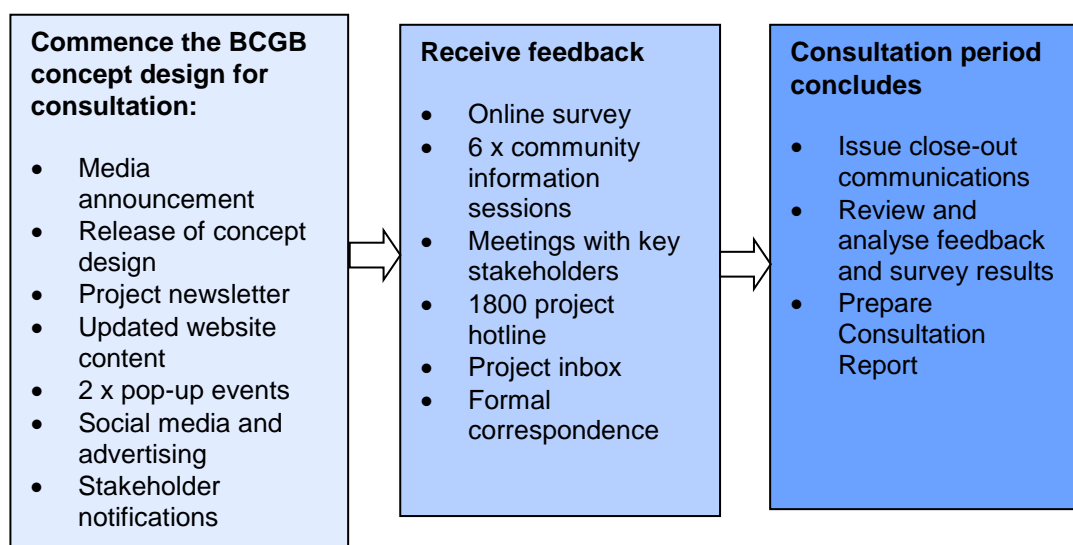 Commence the BCGB
concept design for
consultation:
• Media
announcement
• Release of concept
design
• Project newsletter
• Updated website
content
• 2 x pop-up events
• Social media and
advertising
• Stakeholder
notifications
Receive feedback
• Online survey
• 6 x community
information
sessions
• Meetings with key
stakeholders
• 1800 project
hotline
• Project inbox
• Formal
correspondence
Consultation period
concludes
• Issue close-out
communications
• Review and
analyse feedback
and survey results
• Prepare
Consultation
Report